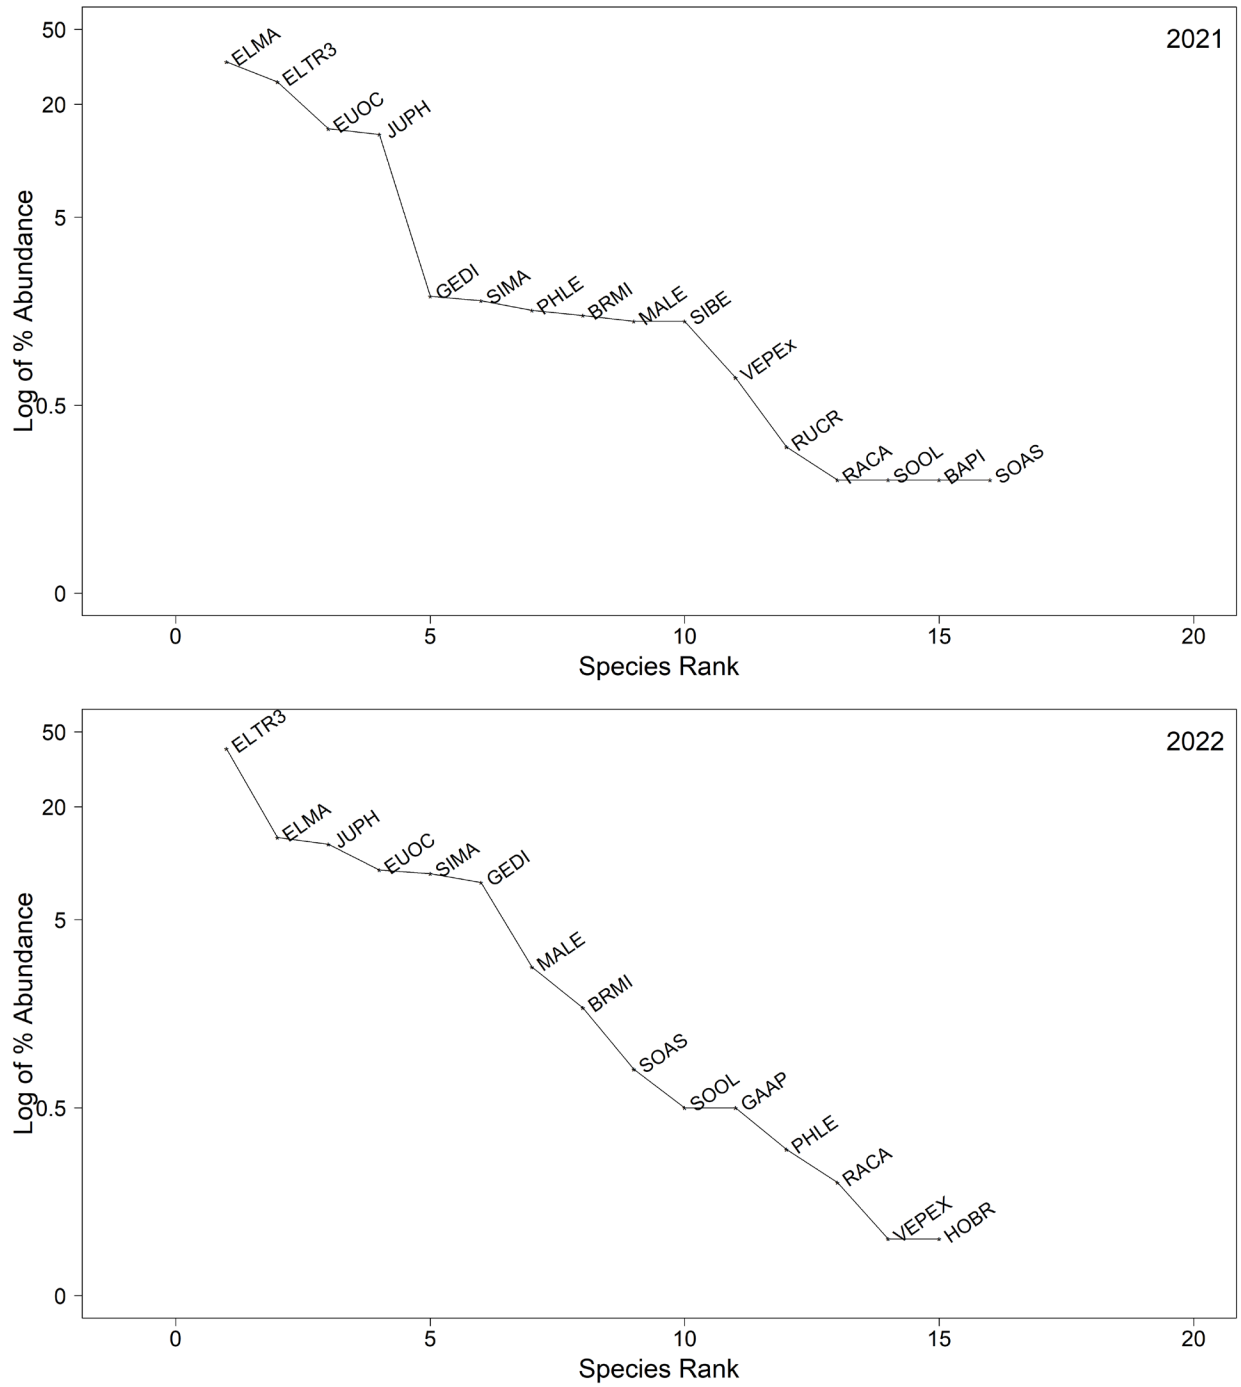 2021
Log of % Abundance
50
20
5
0.5
0
ELMA
ELTR3
EUOC
JUPH
GEDI
SIMA
PHLE
BRMI
MALE
SIBE
VEPEx
RUCR
RACA
SOOL
BAPI
SOAS
0 5 10 15 20
Species Rank
2022
Log of % Abundance
50
20
5
0.5
0
ELTR3
ELMA
JUPH
EUOC
SIMA
GEDI
MALE
BRMI
SOAS
SOOL
GAAP
PHLE
RACA
VEPEX
HOBR
0 5 10 15 20
Species Rank